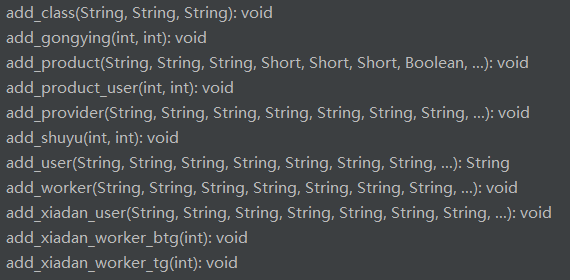 add_class(String, String, String): void
add_gongying(int, int): void
add_product(String, String, String, Short, Short, Short, Boolean, ...): void
add_product_user(int, int): void
add_provider(String, String, String, String, String, String, String, ...): void
add_shuyu(int, int): void
add_user(String, String, String, String, String, String, String, ...): String
add_worker(String, String, String, String, String, String, String, ...): void
add_xiadan_user(String, String, String, String, String, String, String, ...): void
add_xiadan_worker_btg(int): void
add_xiadan_worker_tg(int): void